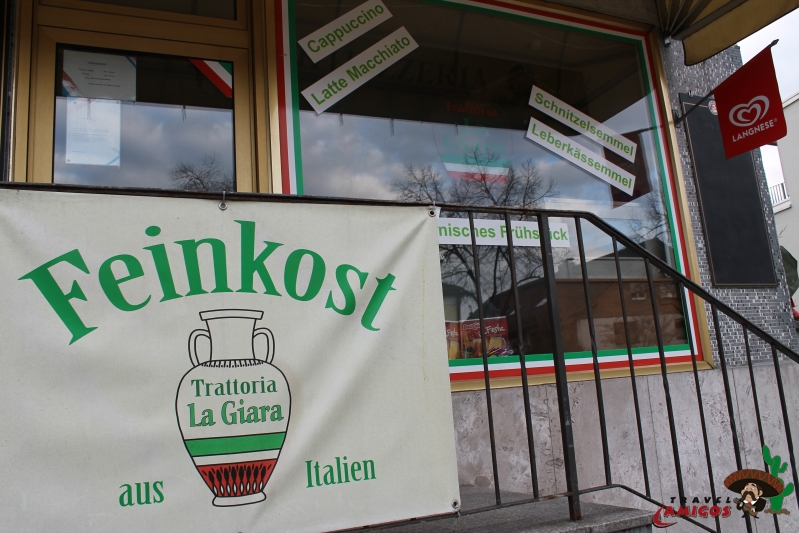 Cappuccino
Latte Macchiato
Schnitzelsemmel
Leberkässemmel
LANGNESE
nisches Frühstück
Feinkost
Trattoria
La Giara
aus Italien
TRAVEL
AMIGOS